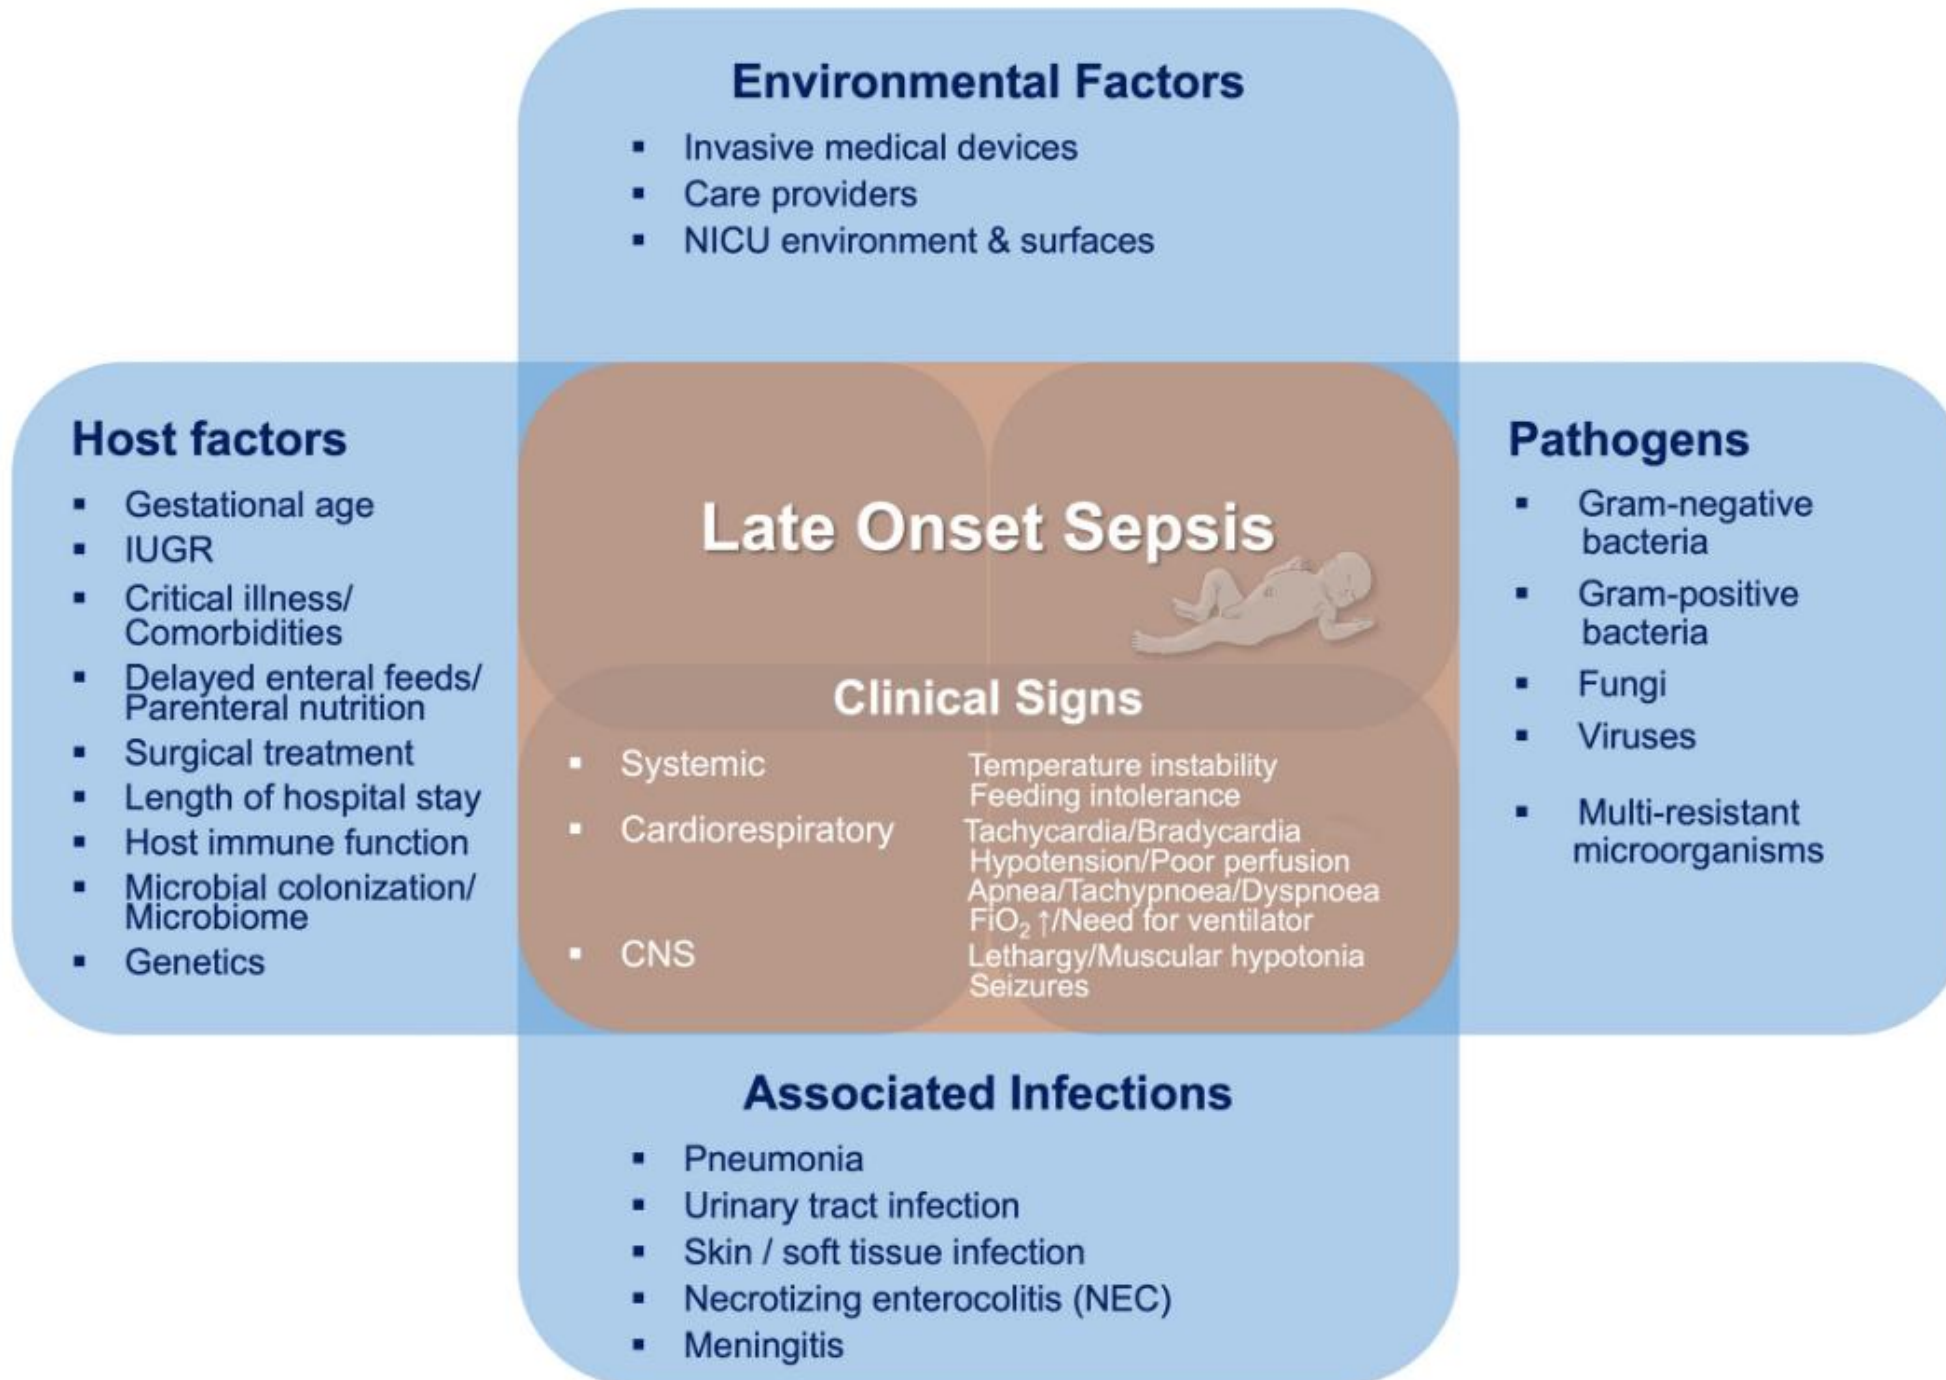 Environmental Factors
▪ Invasive medical devices
▪ Care providers
▪ NICU environment & surfaces
Host factors
▪ Gestational age
▪ IUGR
▪ Critical illness/
Comorbidities
▪ Delayed enteral feeds/
Parenteral nutrition
▪ Surgical treatment
▪ Length of hospital stay
▪ Host immune function
▪ Microbial colonization/
Microbiome
▪ Genetics
Late Onset Sepsis
Clinical Signs
▪ Systemic
Temperature instability
Feeding intolerance
▪ Cardiorespiratory
Tachycardia/Bradycardia
Hypotension/Poor perfusion
Apnea/Tachypnoea/Dyspnoea
FiO₂ ↑/Need for ventilator
▪ CNS
Lethargy/Muscular hypotonia
Seizures
Pathogens
▪ Gram-negative
bacteria
▪ Gram-positive
bacteria
▪ Fungi
▪ Viruses
▪ Multi-resistant
microorganisms
Associated Infections
▪ Pneumonia
▪ Urinary tract infection
▪ Skin / soft tissue infection
▪ Necrotizing enterocolitis (NEC)
▪ Meningitis